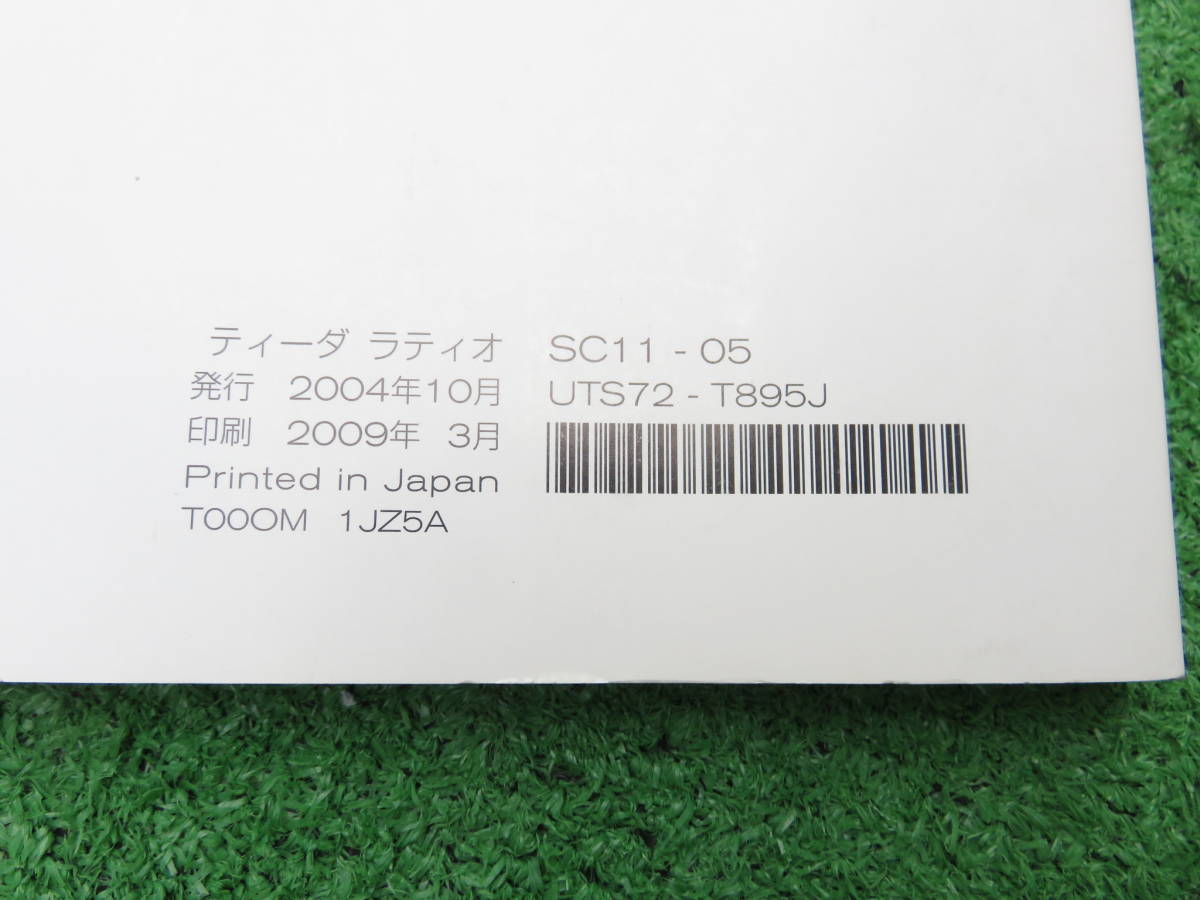 ティーダ ラティオ SC11 - 05
発行 2004年10月 UTS72 - T895J
印刷 2009年 3月
Printed in Japan
T00OM 1JZ5A